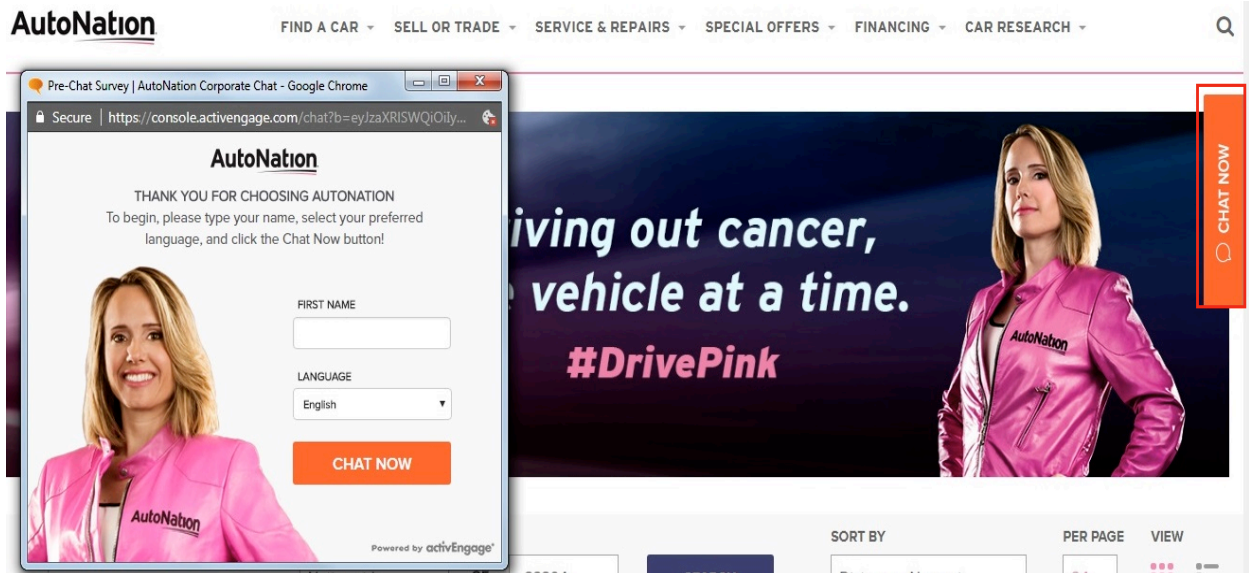 AutoNation
FIND A CAR
SELL OR TRADE
SERVICE & REPAIRS
SPECIAL OFFERS
FINANCING
CAR RESEARCH
Pre-Chat Survey | AutoNation Corporate Chat - Google Chrome
Secure | https://console.activengage.com/chat?b=eyJzaXRlSWQiOiIy...
AutoNation
THANK YOU FOR CHOOSING AUTONATION
To begin, please type your name, select your preferred
language, and click the Chat Now button!
FIRST NAME
LANGUAGE
English
CHAT NOW
AutoNation
Powered by activEngage®
iving out cancer,
vehicle at a time.
#DrivePink
AutoNation
CHAT NOW
SORT BY
PER PAGE
VIEW